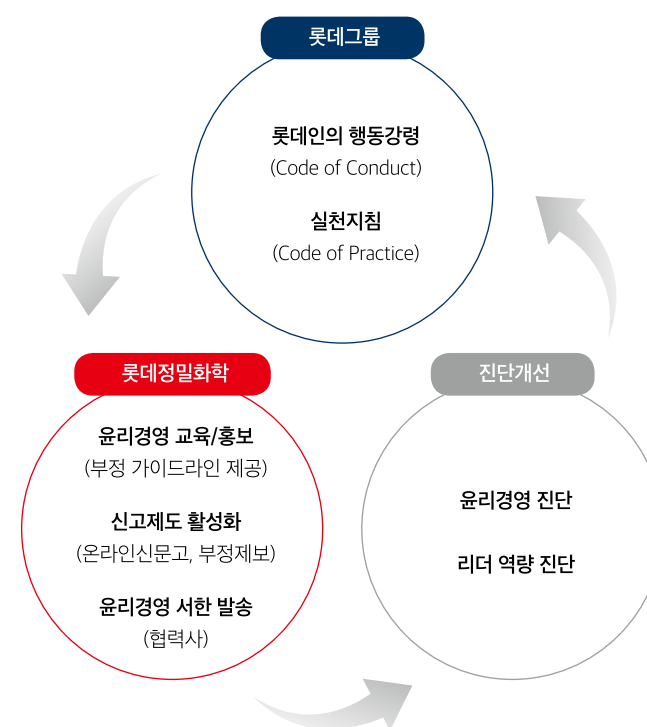 롯데그룹
롯데인의 행동강령
(Code of Conduct)
실천지침
(Code of Practice)
롯데정밀화학
윤리경영 교육/홍보
(부정 가이드라인 제공)
신고제도 활성화
(온라인신문고, 부정제보)
윤리경영 서한 발송
(협력사)
진단개선
윤리경영 진단
리더 역량 진단